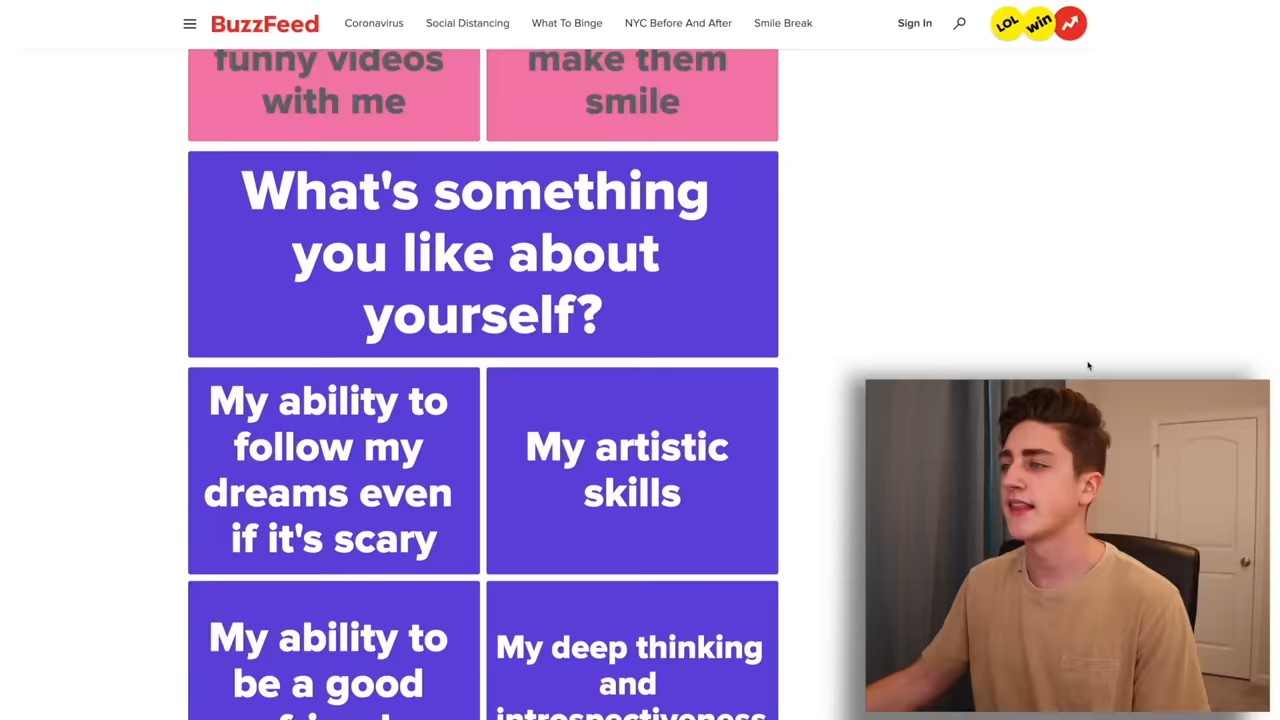 BuzzFeed
Coronavirus
Social Distancing
What To Binge
NYC Before And After
Smile Break
Sign In
LOL
win
funny videos
with me
make them
smile
What's something
you like about
yourself?
My ability to
follow my
dreams even
if it's scary
My artistic
skills
My ability to
be a good
My deep thinking
and
introspectiveness